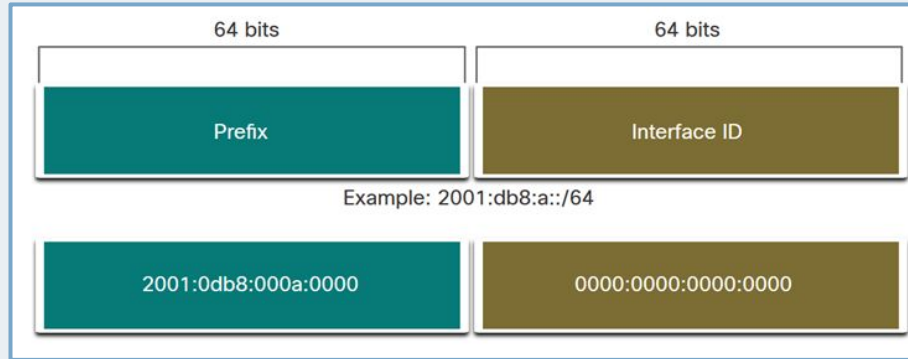 64 bits 64 bits
Prefix Interface ID
Example: 2001:db8:a::/64
2001:0db8:000a:0000 0000:0000:0000:0000